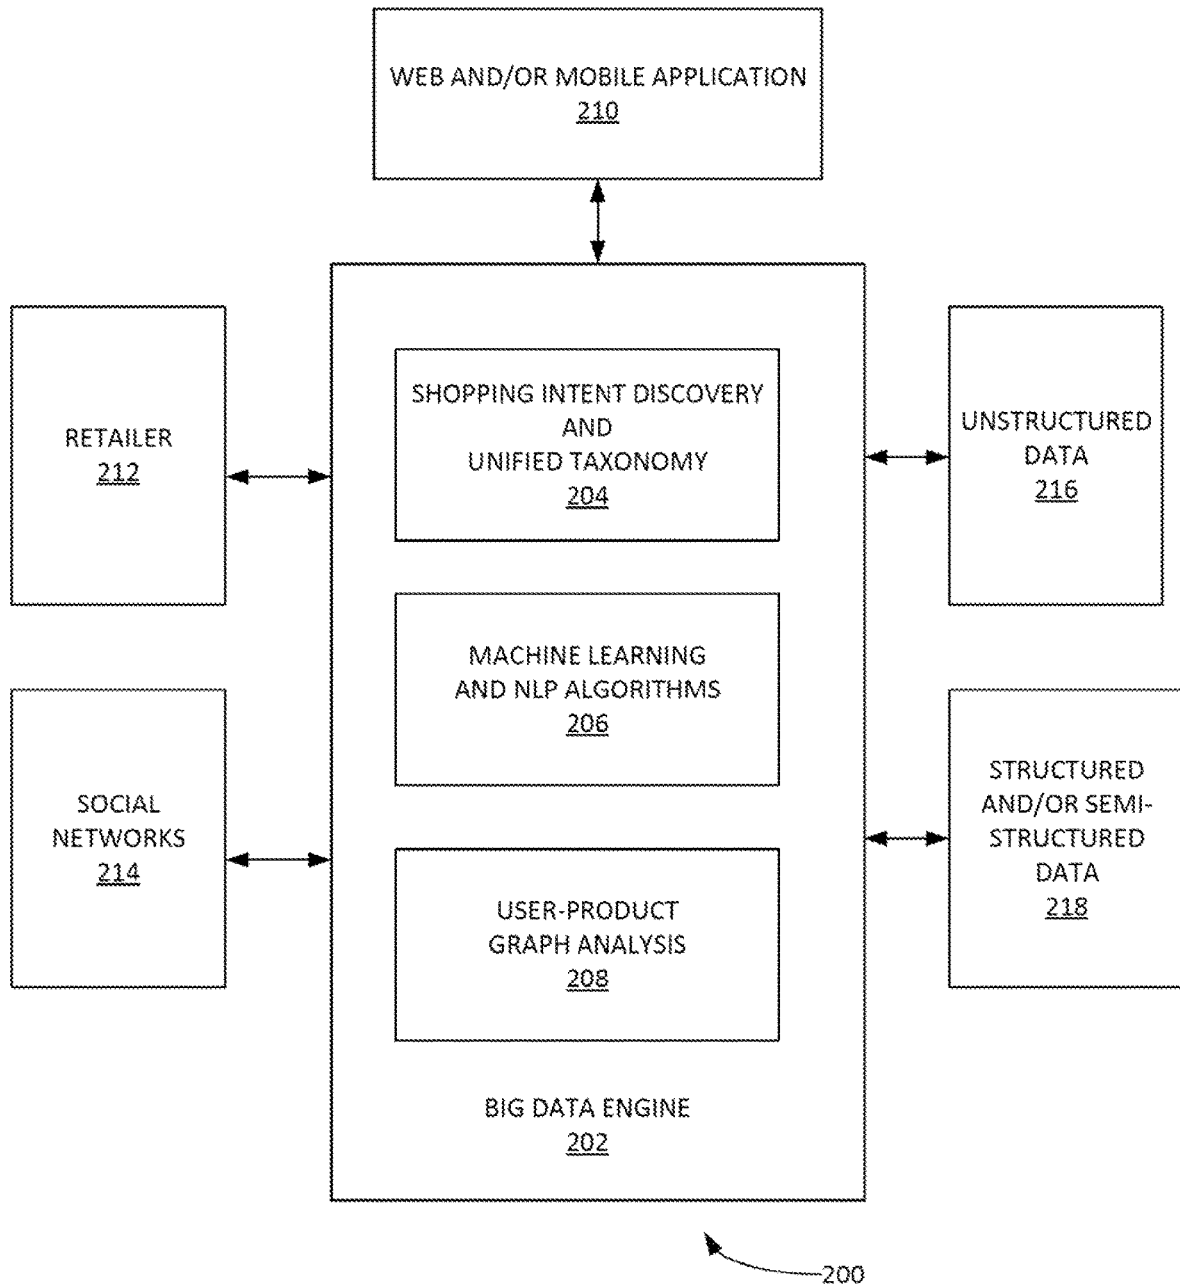 WEB AND/OR MOBILE APPLICATION
210
RETAILER
212
SHOPPING INTENT DISCOVERY
AND
UNIFIED TAXONOMY
204
UNSTRUCTURED
DATA
216
MACHINE LEARNING
AND NLP ALGORITHMS
206
SOCIAL
NETWORKS
214
STRUCTURED
AND/OR SEMI-
STRUCTURED
DATA
218
USER-PRODUCT
GRAPH ANALYSIS
208
BIG DATA ENGINE
202
200